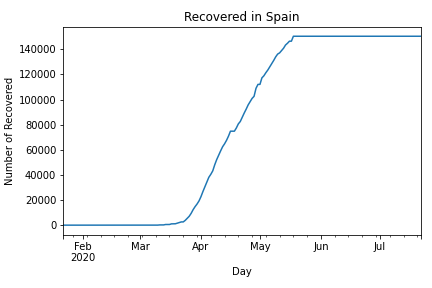 Recovered in Spain
Number of Recovered
140000
120000
100000
80000
60000
40000
20000
0
Feb
2020
Mar
Apr
May
Jun
Jul
Day